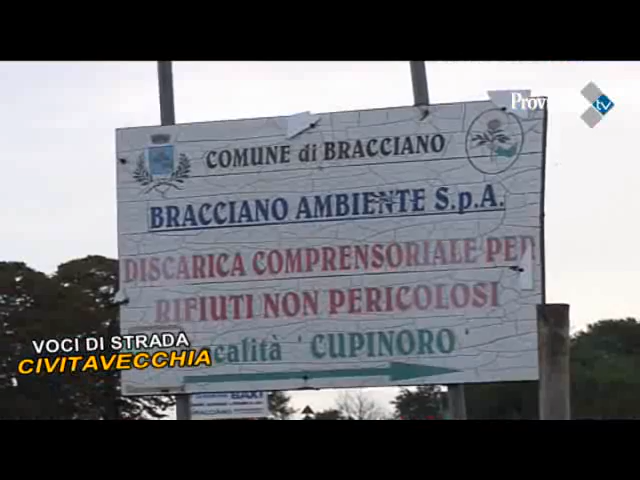 Prov tv
COMUNE di BRACCIANO
BRACCIANO AMBIENTE S.p.A.
DISCARICA COMPRENSORIALE PER
RIFIUTI NON PERICOLOSI
calità "CUPINORO"
VOCI DI STRADA
CIVITAVECCHIA
BAXI